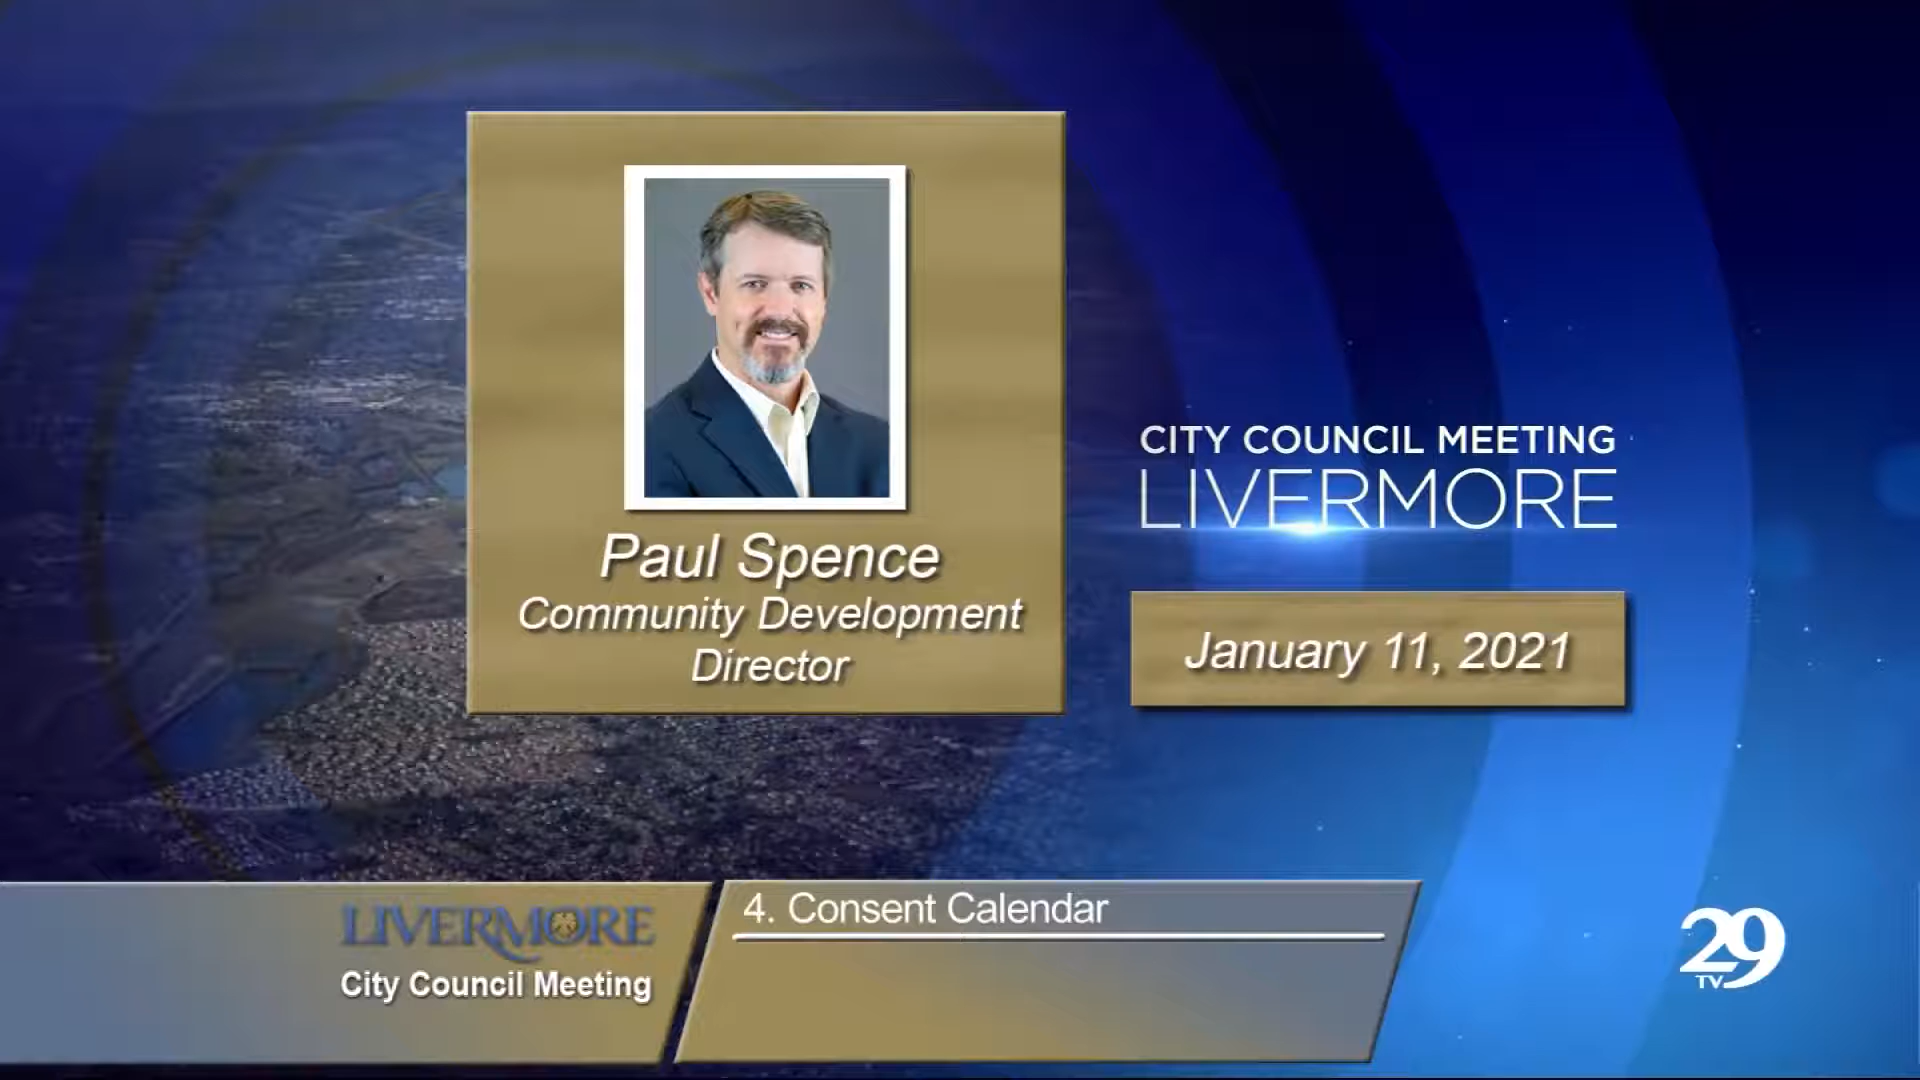 Paul Spence
Community Development
Director
CITY COUNCIL MEETING
LIVERMORE
January 11, 2021
LIVERMORE
City Council Meeting
4. Consent Calendar
29
TV